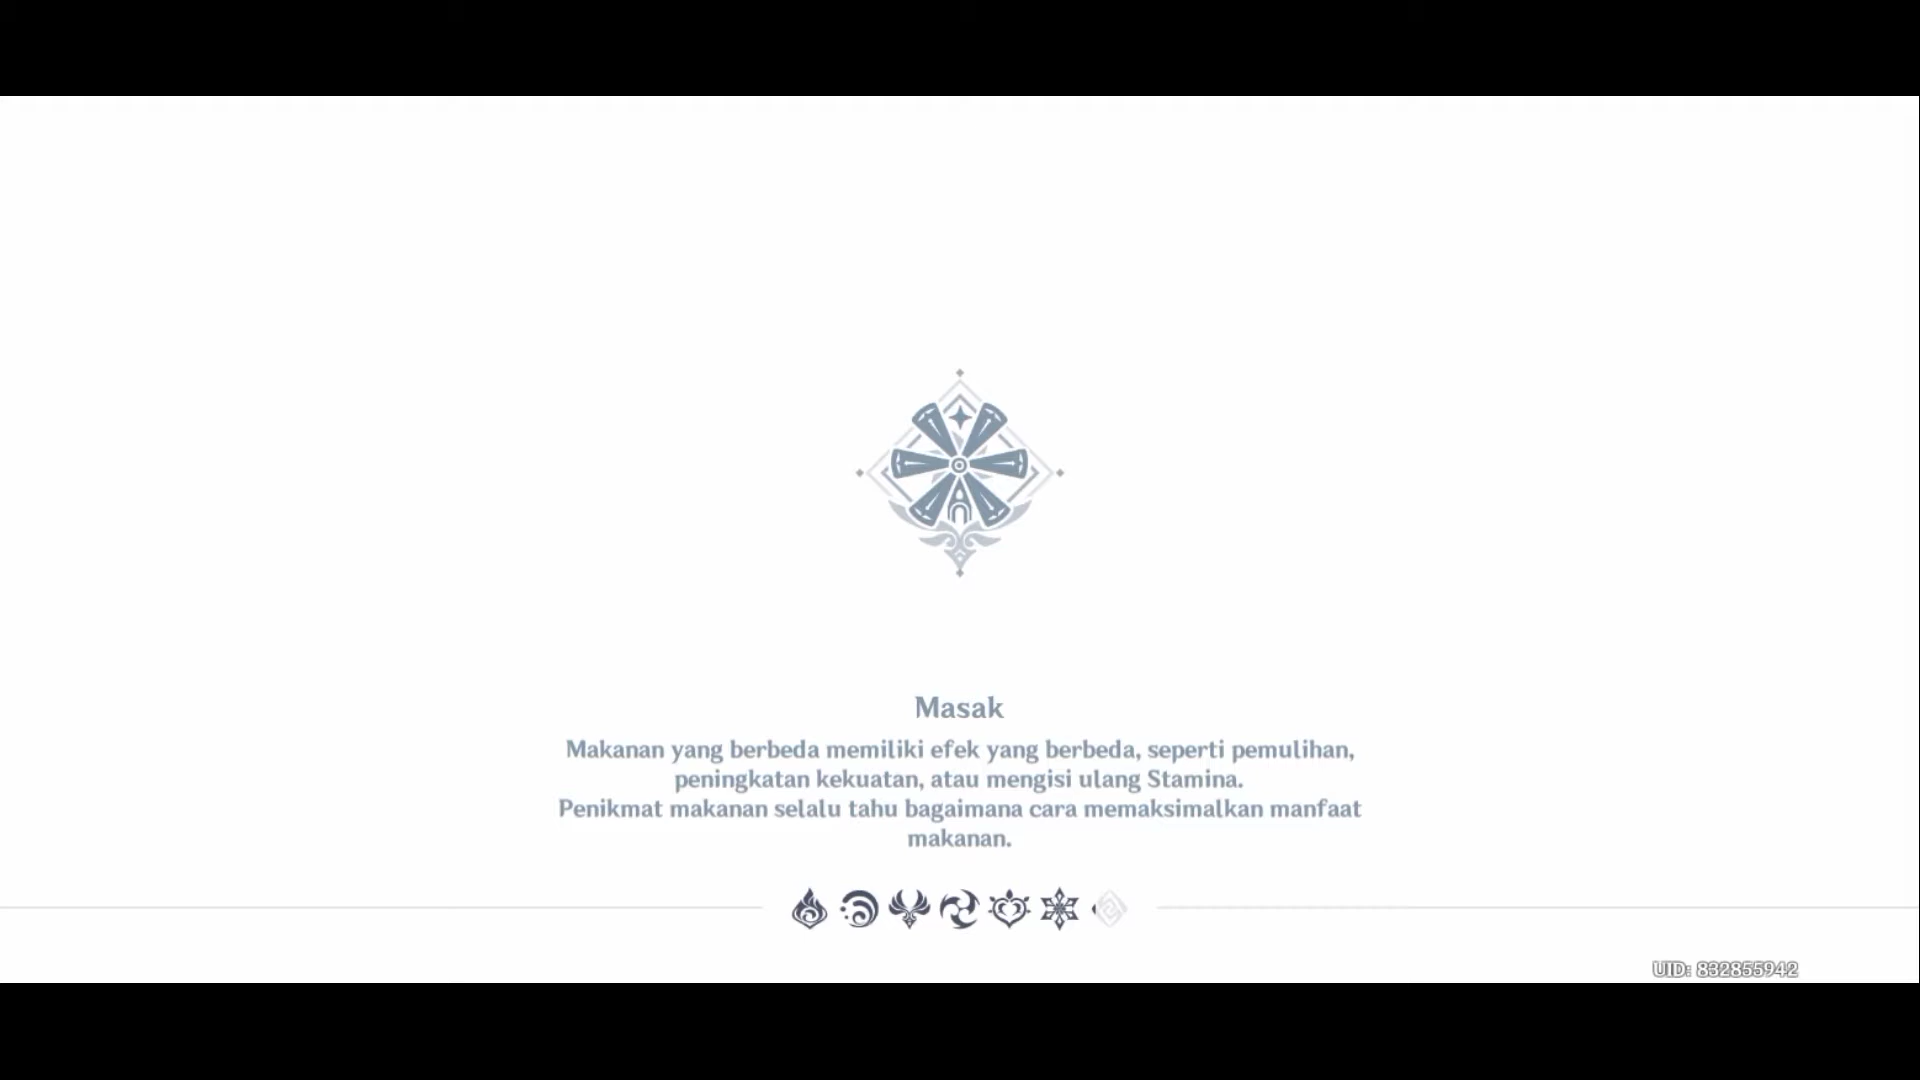 Masak
Makanan yang berbeda memiliki efek yang berbeda, seperti pemulihan,
peningkatan kekuatan, atau mengisi ulang Stamina.
Penikmat makanan selalu tahu bagaimana cara memaksimalkan manfaat
makanan.
UID: 832855942